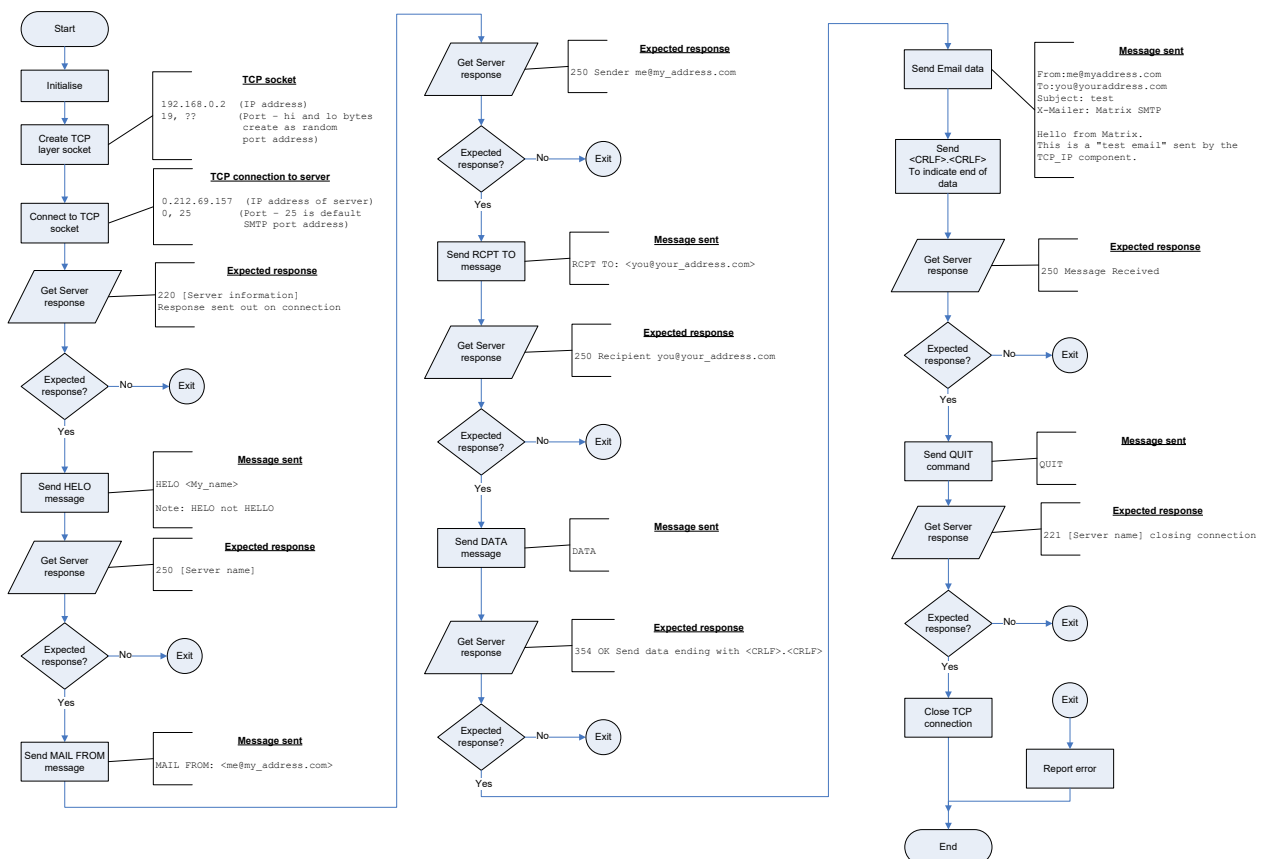 Start
Initialise
Create TCP
layer socket
TCP socket
192.168.0.2 (IP address)
19, ?? (Port - hi and lo bytes
create as random
port address)
Connect to TCP
socket
TCP connection to server
0.212.69.157 (IP address of server)
0, 25 (Port - 25 is default
SMTP port address)
Get Server
response
Expected response
220 [Server information]
Response sent out on connection
Expected
response?
No
Exit
Yes
Send HELO
message
Message sent
HELO <My_name>
Note: HELO not HELLO
Get Server
response
Expected response
250 [Server name]
Expected
response?
No
Exit
Yes
Send MAIL FROM
message
Message sent
MAIL FROM: <me@my_address.com>
Get Server
response
Expected response
250 Sender me@my_address.com
Expected
response?
No
Exit
Yes
Send RCPT TO
message
Message sent
RCPT TO: <you@your_address.com>
Get Server
response
Expected response
250 Recipient you@your_address.com
Expected
response?
No
Exit
Yes
Send DATA
message
Message sent
DATA
Get Server
response
Expected response
354 OK Send data ending with <CRLF>.<CRLF>
Expected
response?
No
Exit
Yes
Send Email data
Message sent
From:me@myaddress.com
To:you@youraddress.com
Subject: test
X-Mailer: Matrix SMTP
Hello from Matrix.
This is a "test email" sent by the
TCP_IP component.
Send
<CRLF>.<CRLF>
To indicate end of
data
Get Server
response
Expected response
250 Message Received
Expected
response?
No
Exit
Yes
Send QUIT
command
Message sent
QUIT
Get Server
response
Expected response
221 [Server name] closing connection
Expected
response?
No
Exit
Yes
Close TCP
connection
Exit
Report error
End